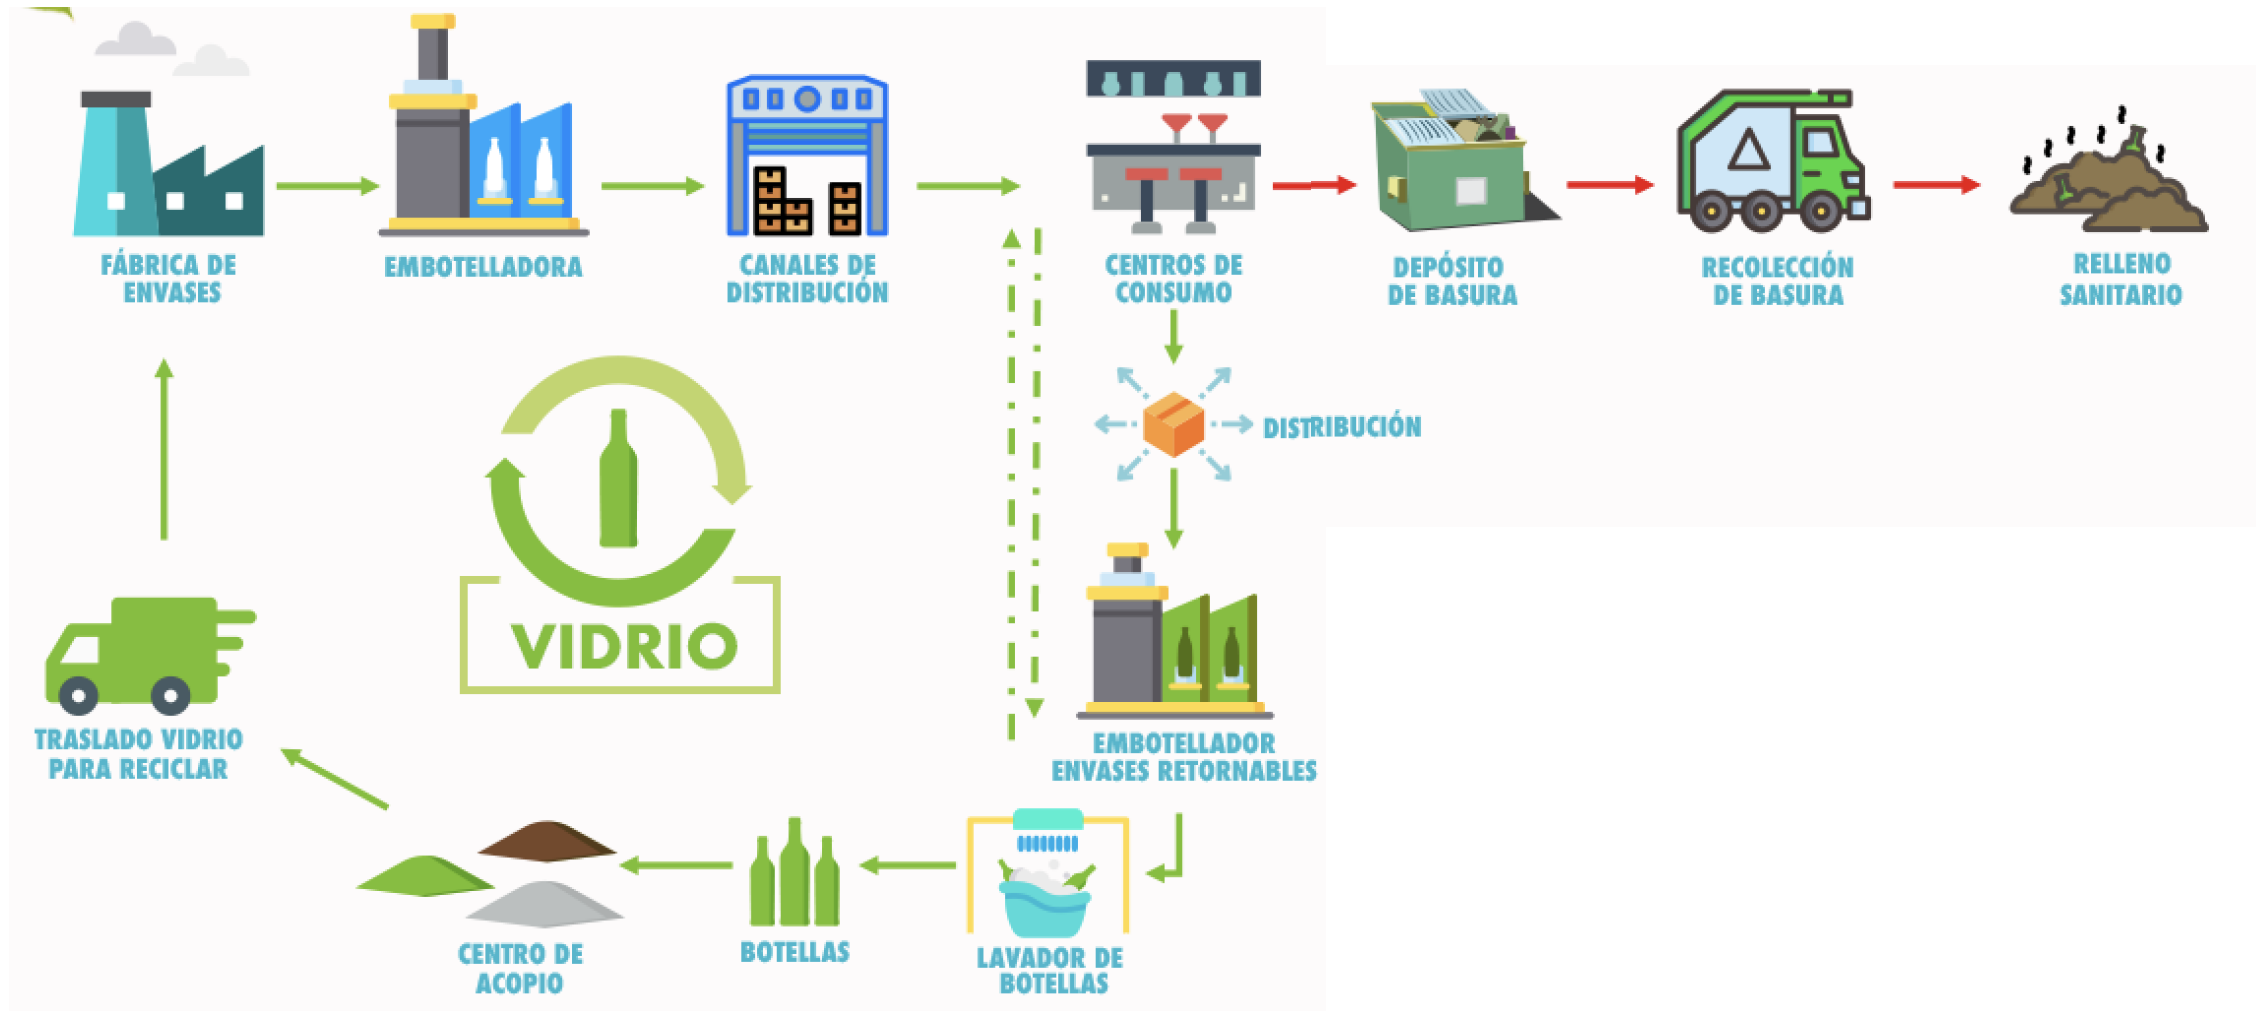 FÁBRICA DE
ENVASES
EMBOTELLADORA
CANALES DE
DISTRIBUCIÓN
CENTROS DE
CONSUMO
DEPÓSITO
DE BASURA
RECOLECCIÓN
DE BASURA
RELLENO
SANITARIO
DISTRIBUCIÓN
VIDRIO
EMBOTELLADOR
ENVASES RETORNABLES
TRASLADO VIDRIO
PARA RECICLAR
CENTRO DE
ACOPIO
BOTELLAS
LAVADOR DE
BOTELLAS